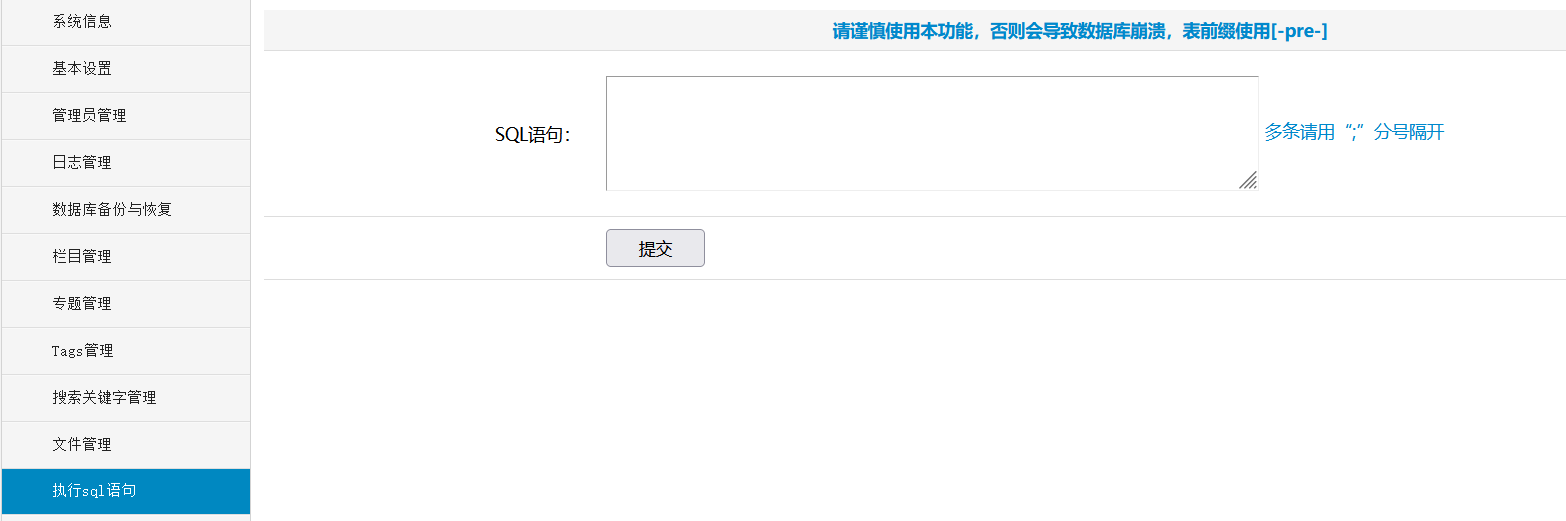 系统信息
基本设置
管理员管理
日志管理
数据库备份与恢复
栏目管理
专题管理
Tags管理
搜索关键字管理
文件管理
执行sql语句
请谨慎使用本功能，否则会导致数据库崩溃，表前缀使用[-pre-]
SQL语句：
多条请用“;”分号隔开
提交